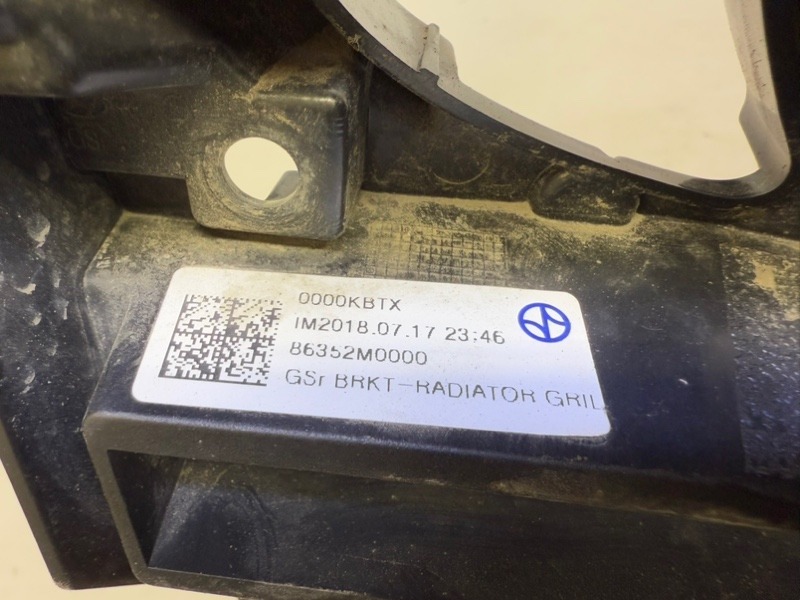 0000KBTX
IM2018.07.17 23:46
86352M0000
GSr BRKT-RADIATOR GRIL